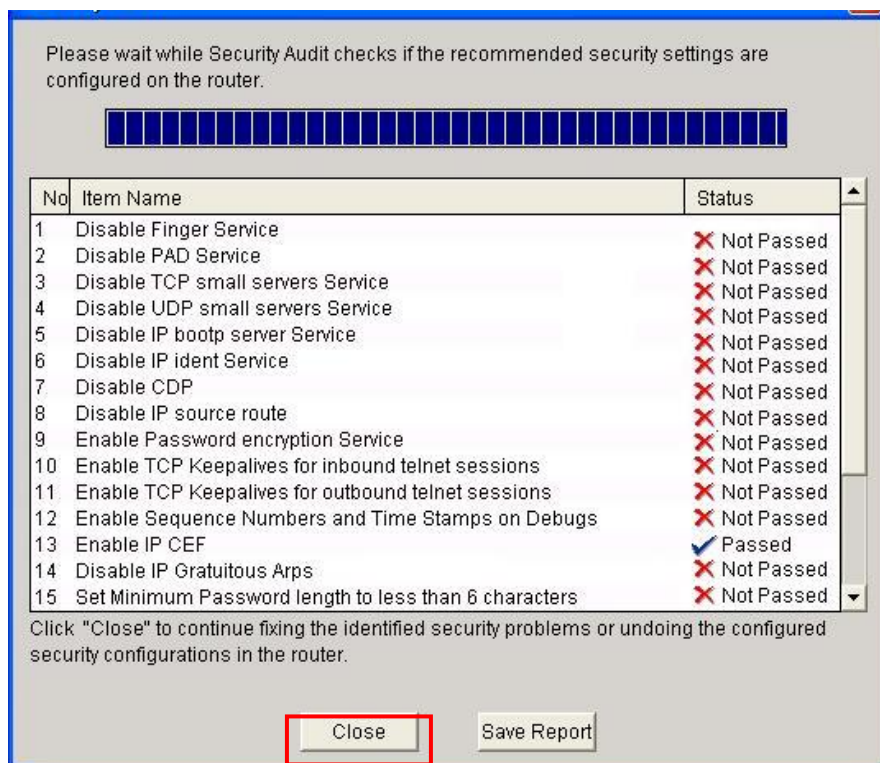 Please wait while Security Audit checks if the recommended security settings are
configured on the router.
No Item Name Status
1 Disable Finger Service Not Passed
2 Disable PAD Service Not Passed
3 Disable TCP small servers Service Not Passed
4 Disable UDP small servers Service Not Passed
5 Disable IP bootp server Service Not Passed
6 Disable IP ident Service Not Passed
7 Disable CDP Not Passed
8 Disable IP source route Not Passed
9 Enable Password encryption Service Not Passed
10 Enable TCP Keepalives for inbound telnet sessions Not Passed
11 Enable TCP Keepalives for outbound telnet sessions Not Passed
12 Enable Sequence Numbers and Time Stamps on Debugs Not Passed
13 Enable IP CEF Passed
14 Disable IP Gratuitous Arps Not Passed
15 Set Minimum Password length to less than 6 characters Not Passed
Click "Close" to continue fixing the identified security problems or undoing the configured
security configurations in the router.
Close Save Report